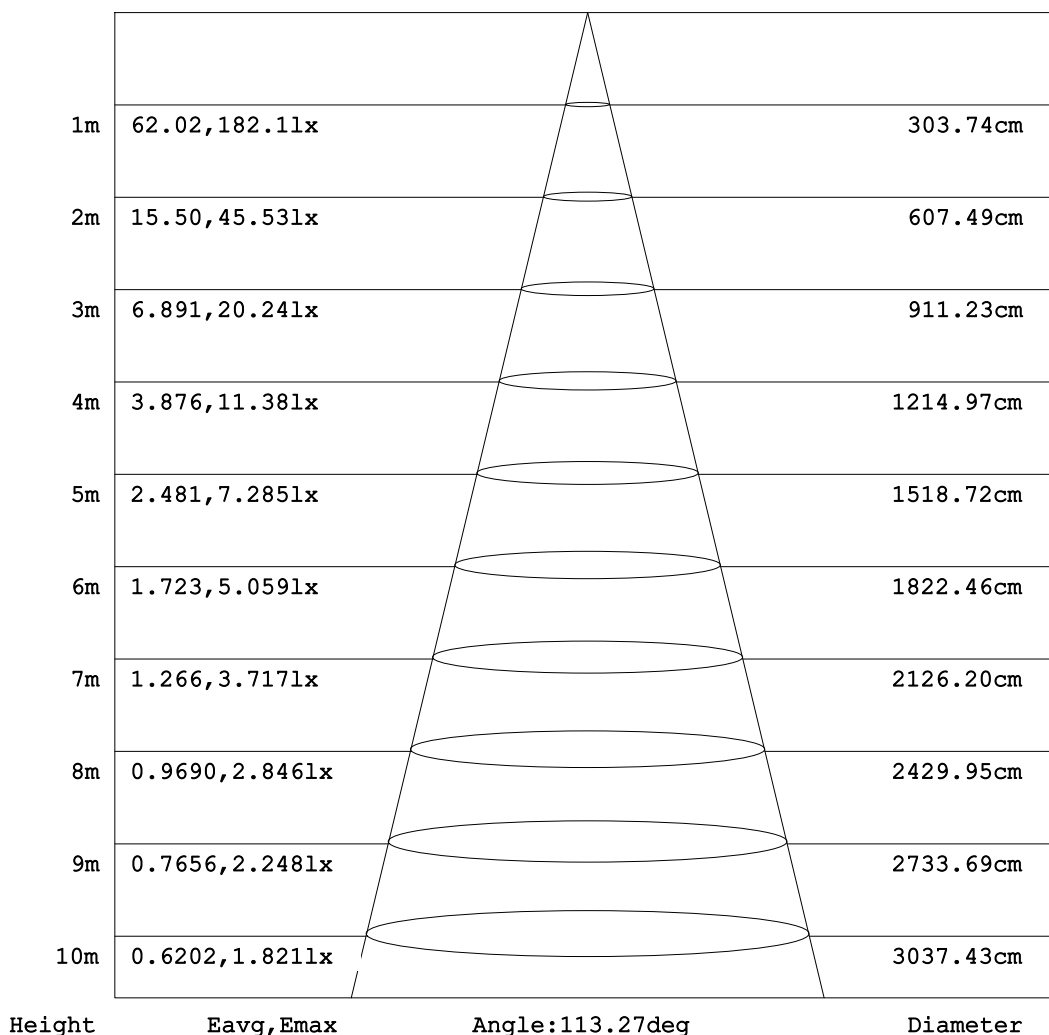 1m 62.02,182.1lx 303.74cm
2m 15.50,45.53lx 607.49cm
3m 6.891,20.24lx 911.23cm
4m 3.876,11.38lx 1214.97cm
5m 2.481,7.285lx 1518.72cm
6m 1.723,5.059lx 1822.46cm
7m 1.266,3.717lx 2126.20cm
8m 0.9690,2.846lx 2429.95cm
9m 0.7656,2.248lx 2733.69cm
10m 0.6202,1.821lx 3037.43cm
Height Eavg,Emax Angle:113.27deg Diameter